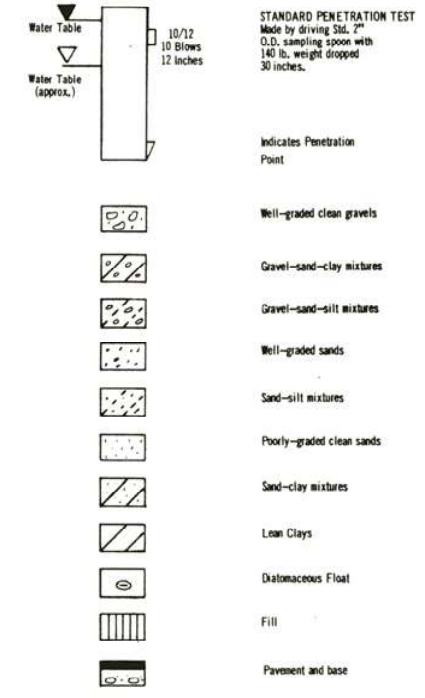 Water Table
Water Table
(approx.)
10/12
10 Blows
12 Inches
STANDARD PENETRATION TEST
Made by driving Std. 2"
O.D. sampling spoon with
140 lb. weight dropped
30 inches.
Indicates Penetration
Point
Well-graded clean gravels
Gravel-sand-clay mixtures
Gravel-sand-silt mixtures
Well-graded sands
Sand-silt mixtures
Poorly-graded clean sands
Sand-clay mixtures
Lean Clays
Diatomaceous Float
Fill
Pavement and base